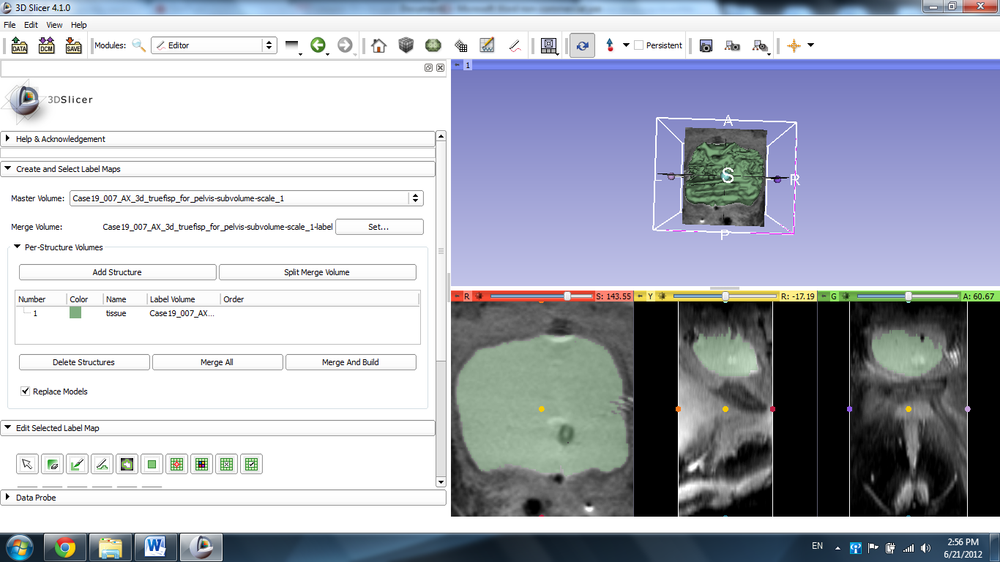 3D Slicer 4.1.0
File Edit View Help
DATA DCM SAVE Modules: Editor Persistent
1
3DSlicer
Help & Acknowledgement
Create and Select Label Maps
Master Volume: Case19_007_AX_3d_truefisp_for_pelvis-subvolume-scale_1
Merge Volume: Case19_007_AX_3d_truefisp_for_pelvis-subvolume-scale_1-label Set...
Per-Structure Volumes
Add Structure Split Merge Volume
Number Color Name Label Volume Order
1 tissue Case19_007_AX...
Delete Structures Merge All Merge And Build
Replace Models
Edit Selected Label Map
Data Probe
A
S
R
P
R S: 143.55 Y R: -17.19 G A: 60.67
EN 2:56 PM
6/21/2012